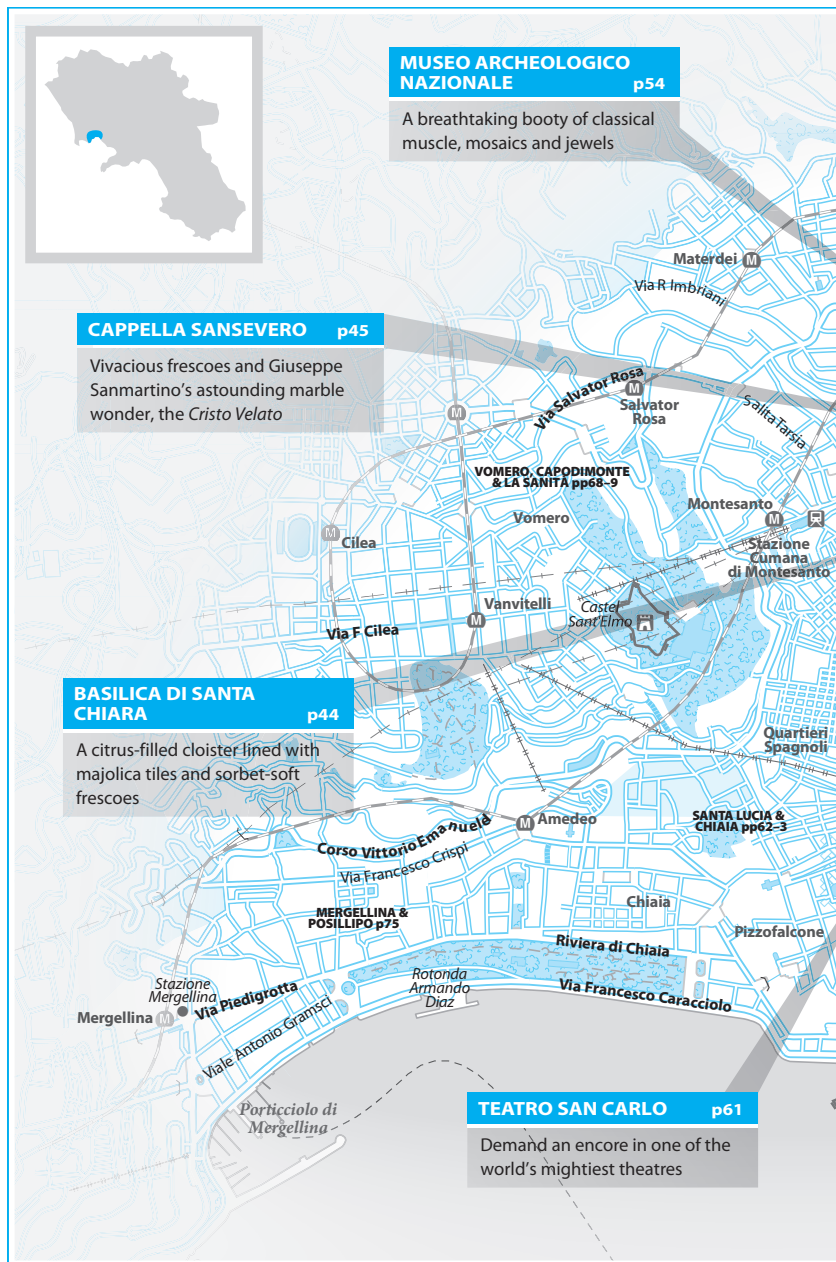 MUSEO ARCHEOLOGICO
NAZIONALE p54
A breathtaking booty of classical
muscle, mosaics and jewels
Materdei
M
Via R Imbriani
CAPPELLA SANSEVERO p45
Vivacious frescoes and Giuseppe
Sanmartino's astounding marble
wonder, the Cristo Velato
Via Salvator Rosa
M
Salvator
Rosa
M
Salita Tarsia
VOMERO, CAPODIMONTE
& LA SANITÀ pp68–9
Vomero
Montesanto
M
M
Cilea
Stazione
Cumana
di Montesanto
Vanvitelli
M
Castel
Sant'Elmo
Via F Cilea
BASILICA DI SANTA
CHIARA p44
A citrus-filled cloister lined with
majolica tiles and sorbet-soft
frescoes
Quartieri
Spagnoli
M
Amedeo
SANTA LUCIA &
CHIAIA pp62–3
Corso Vittorio Emanuele
Via Francesco Crispi
Chiaia
MERGELLINA &
POSILLIPO p75
Pizzofalcone
Riviera di Chiaia
Rotonda
Armando
Diaz
Via Francesco Caracciolo
Stazione
Mergellina
Mergellina
M
Via Piedigrotta
Viale Antonio Gramsci
Porticciolo di
Mergellina
TEATRO SAN CARLO p61
Demand an encore in one of the
world's mightiest theatres